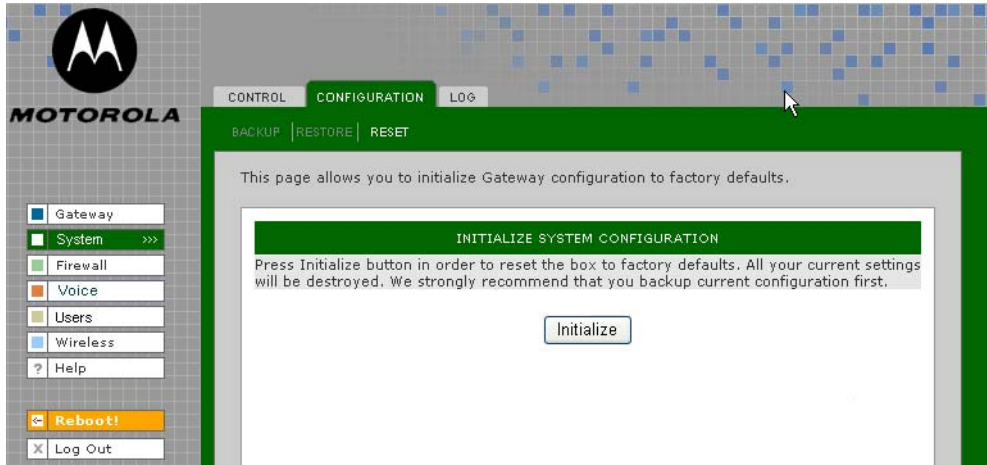 MOTOROLA
CONTROL
CONFIGURATION
LOG
BACKUP
RESTORE
RESET
This page allows you to initialize Gateway configuration to factory defaults.
Gateway
System >>>
Firewall
Voice
Users
Wireless
? Help
Reboot!
X Log Out
INITIALIZE SYSTEM CONFIGURATION
Press Initialize button in order to reset the box to factory defaults. All your current settings
will be destroyed. We strongly recommend that you backup current configuration first.
Initialize